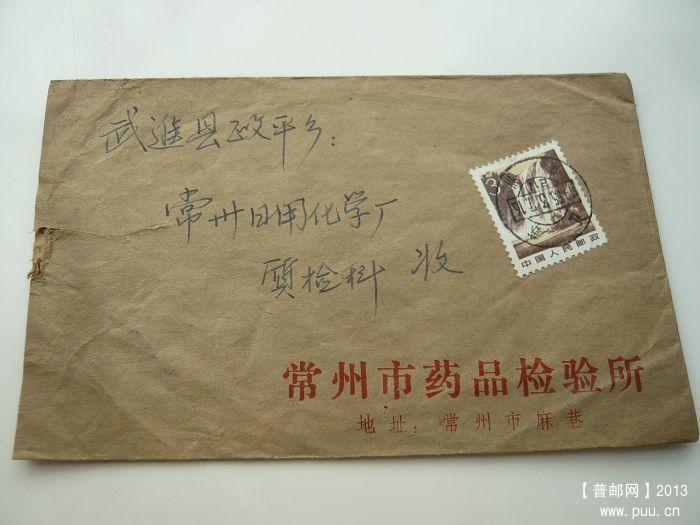 武進县政平乡：
常州日用化学厂
质检科 收
3
中国人民邮政
常州市药品检验所
地址：常州市麻巷
【普邮网】2013
www.puu.cn